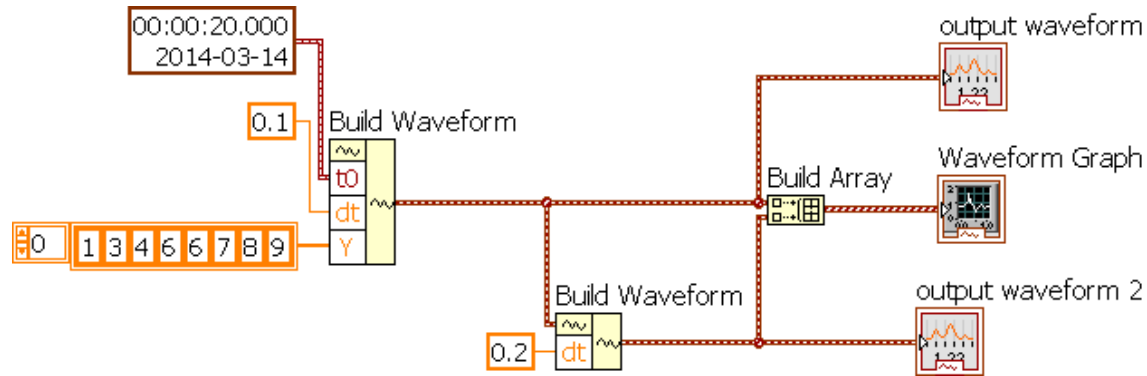 00:00:20.000
2014-03-14
output waveform
0.1
Build Waveform
t0
dt
Y
0
1 3 4 6 6 7 8 9
Build Array
Waveform Graph
Build Waveform
0.2
dt
output waveform 2